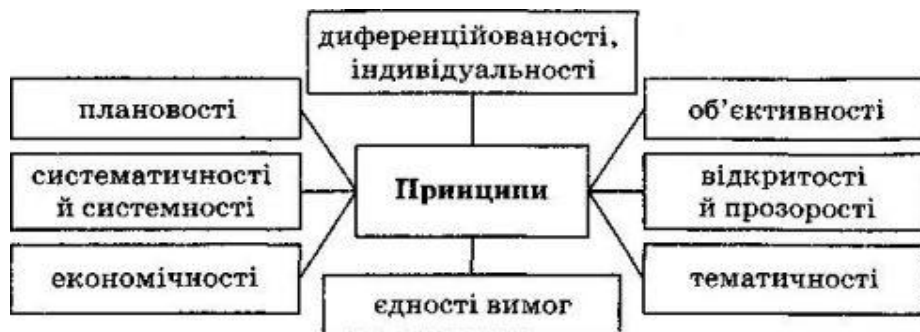 диференційованості,
індивідуальності
плановості
об’єктивності
систематичності
й системності
Принципи
відкритості
й прозорості
економічності
тематичності
єдності вимог